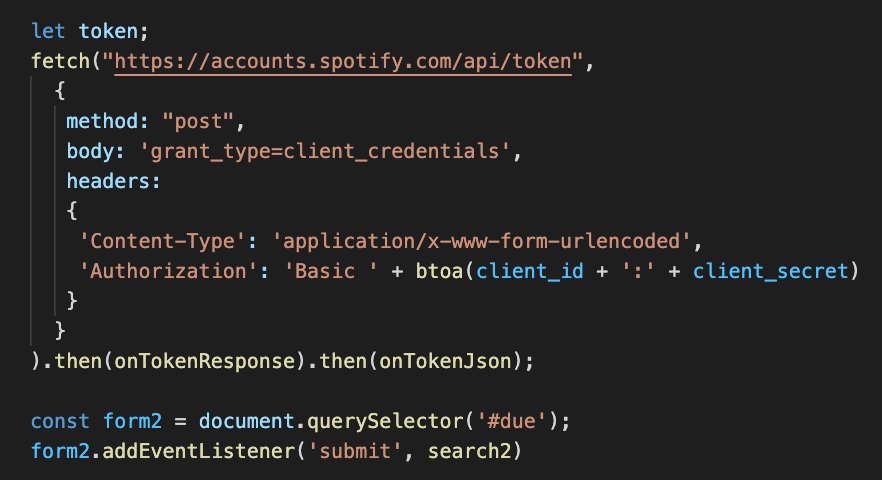 let token;
fetch("https://accounts.spotify.com/api/token",
{
method: "post",
body: 'grant_type=client_credentials',
headers:
{
'Content-Type': 'application/x-www-form-urlencoded',
'Authorization': 'Basic ' + btoa(client_id + ':' + client_secret)
}
}
).then(onTokenResponse).then(onTokenJson);
const form2 = document.querySelector('#due');
form2.addEventListener('submit', search2)